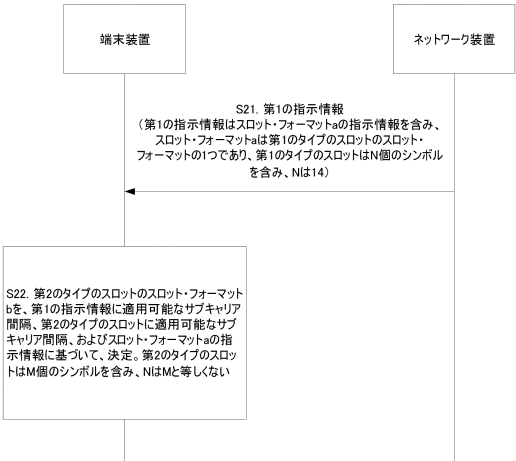 端末装置
ネットワーク装置
S21. 第1の指示情報
（第1の指示情報はスロット・フォーマットaの指示情報を含み、
スロット・フォーマットaは第1のタイプのスロットのスロット・
フォーマットの1つであり、第1のタイプのスロットはN個のシンボル
を含み、Nは14）
S22. 第2のタイプのスロットのスロット・フォーマット
bを、第1の指示情報に適用可能なサブキャリア
間隔、第2のタイプのスロットに適用可能なサブ
キャリア間隔、およびスロット・フォーマットaの指
示情報に基づいて、決定。第2のタイプのスロッ
トはM個のシンボルを含み、NはMと等しくない